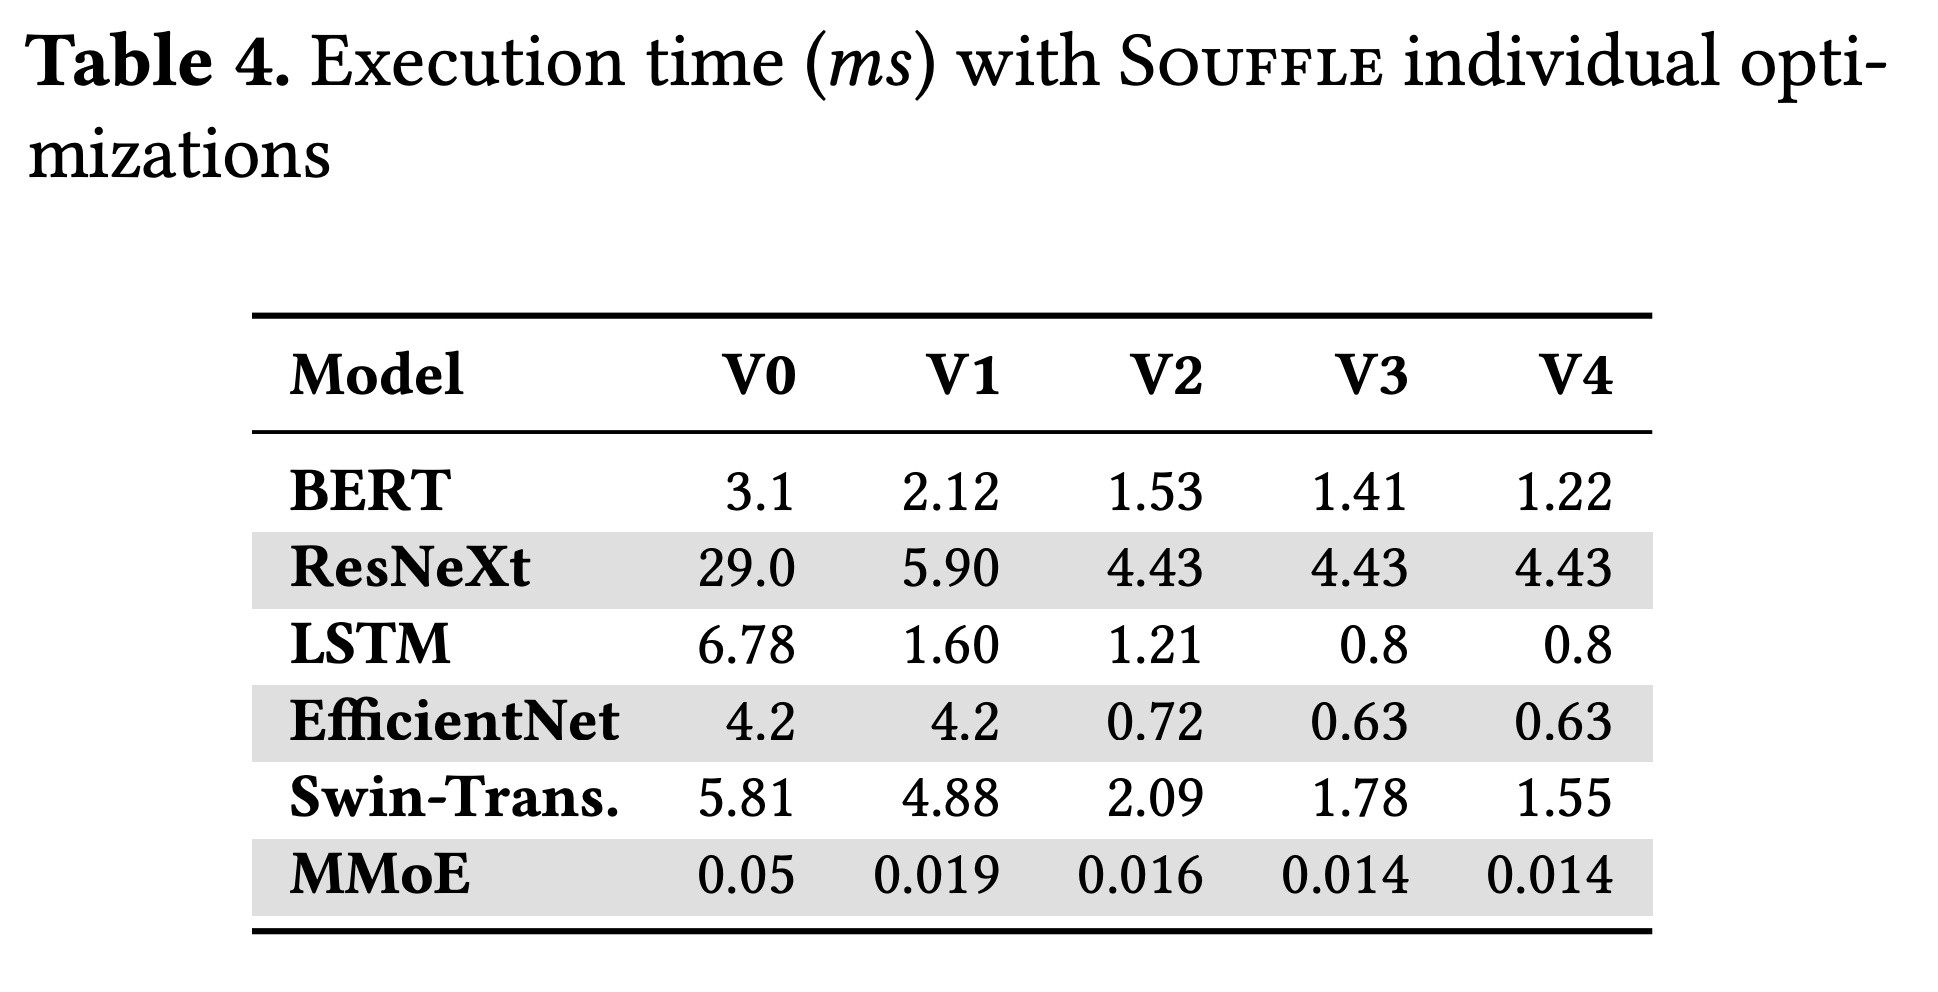 Table 4. Execution time (ms) with SOUFFLE individual opti-
mizations
Model V0 V1 V2 V3 V4
BERT 3.1 2.12 1.53 1.41 1.22
ResNeXt 29.0 5.90 4.43 4.43 4.43
LSTM 6.78 1.60 1.21 0.8 0.8
EfficientNet 4.2 4.2 0.72 0.63 0.63
Swin-Trans. 5.81 4.88 2.09 1.78 1.55
MMoE 0.05 0.019 0.016 0.014 0.014